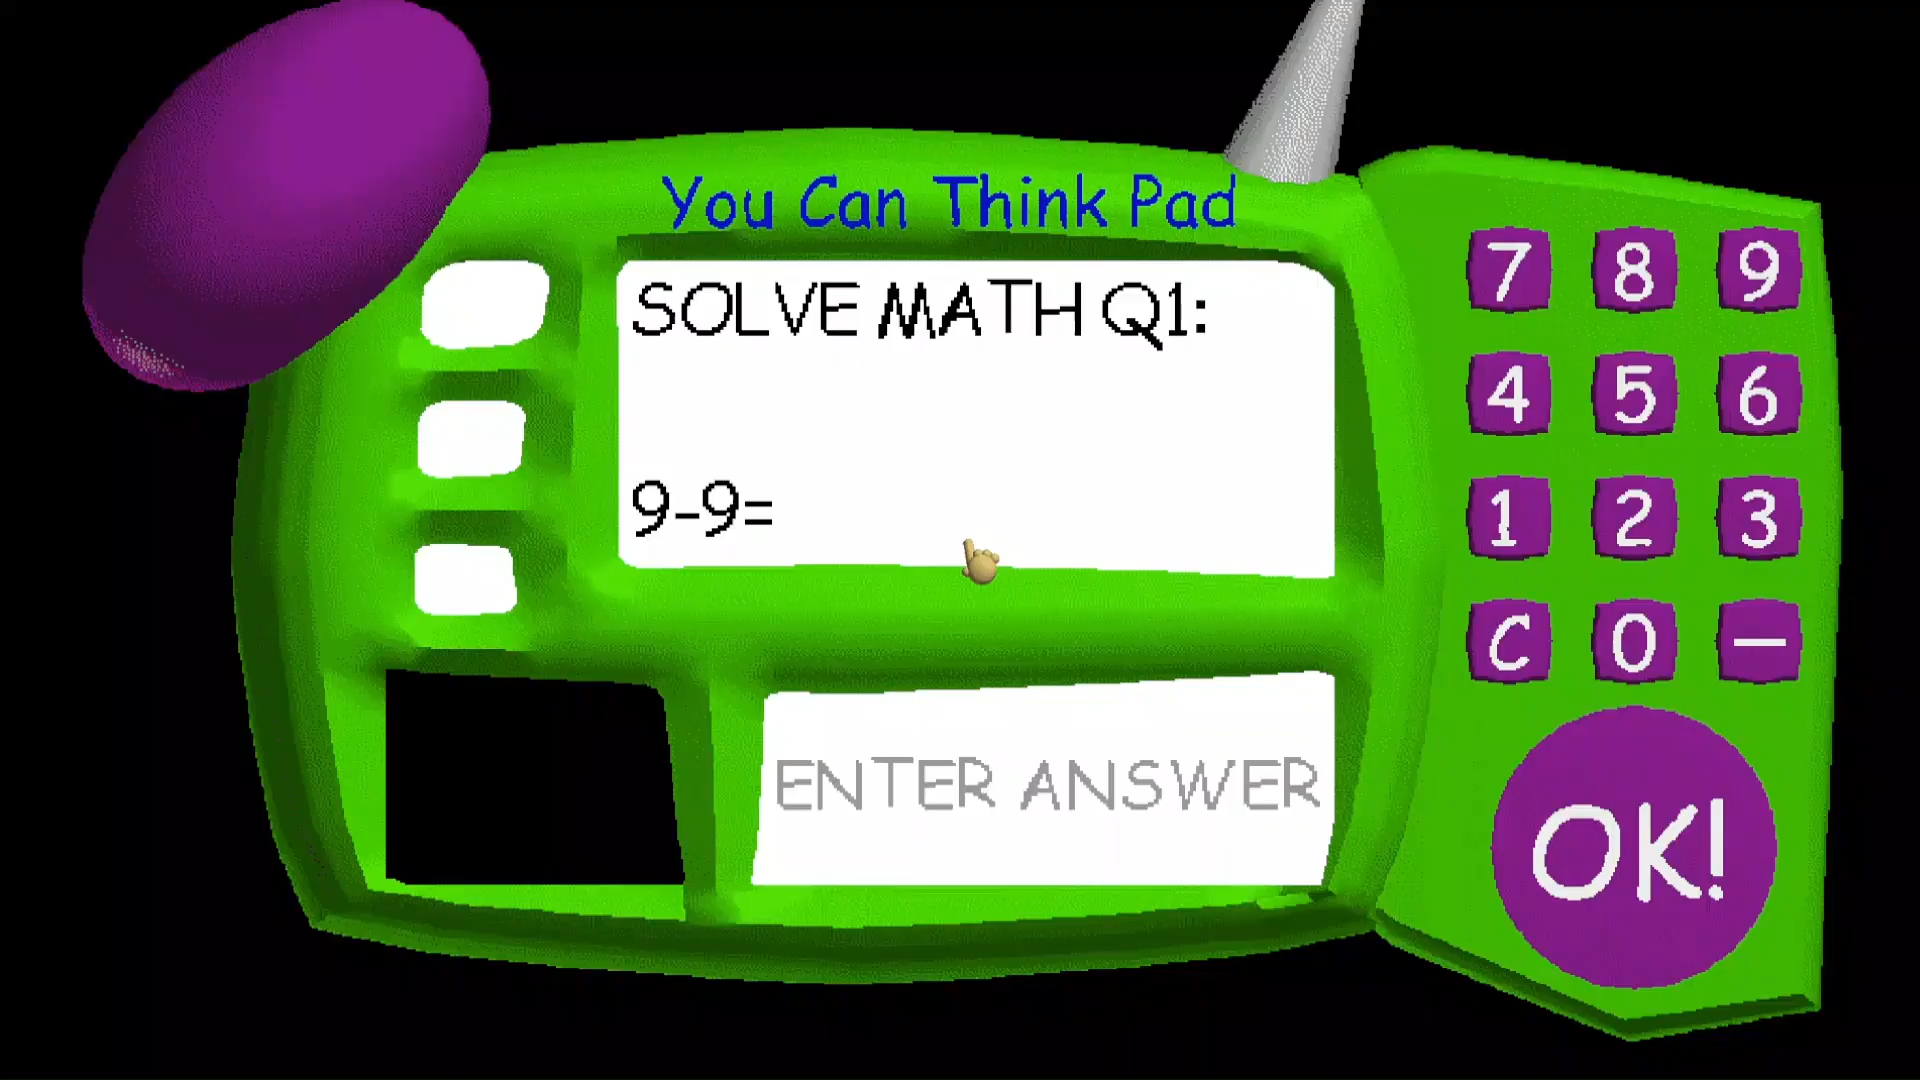 You Can Think Pad
SOLVE MATH Q1:
9-9=
ENTER ANSWER
7 8 9
4 5 6
1 2 3
C 0 −
OK!